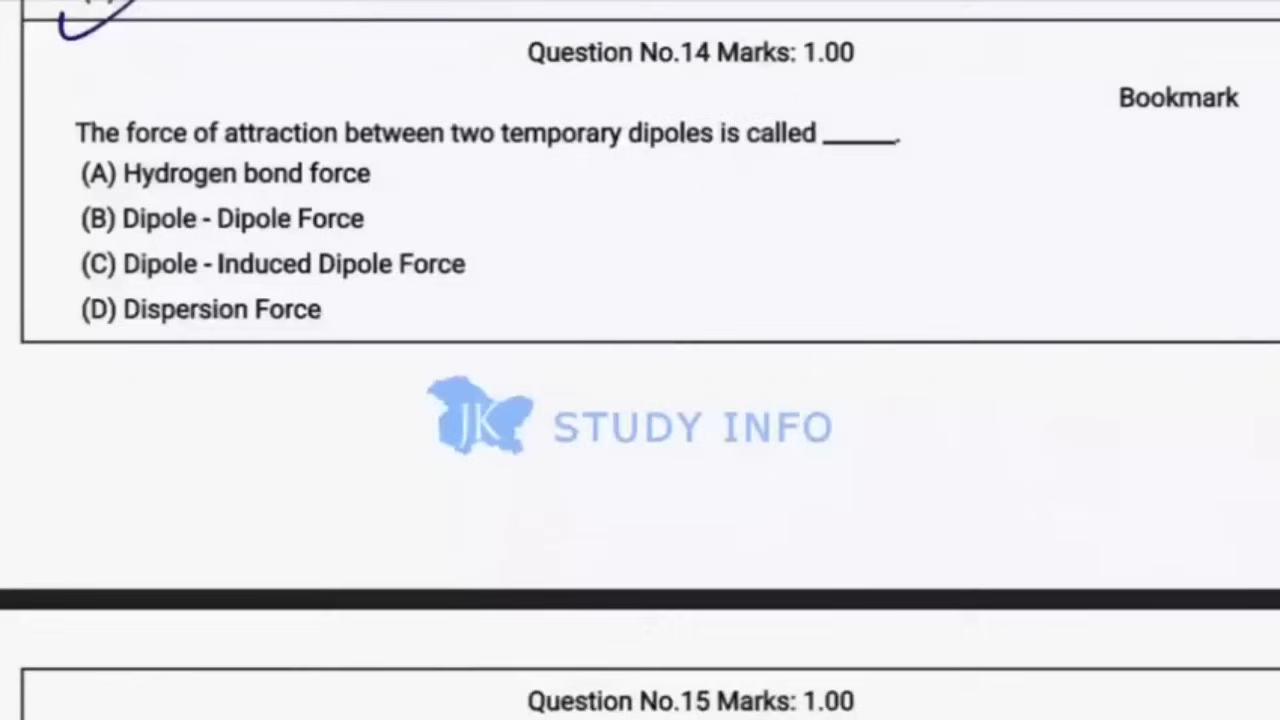 Question No.14 Marks: 1.00
Bookmark
The force of attraction between two temporary dipoles is called _____.
(A) Hydrogen bond force
(B) Dipole - Dipole Force
(C) Dipole - Induced Dipole Force
(D) Dispersion Force
JK STUDY INFO
Question No.15 Marks: 1.00